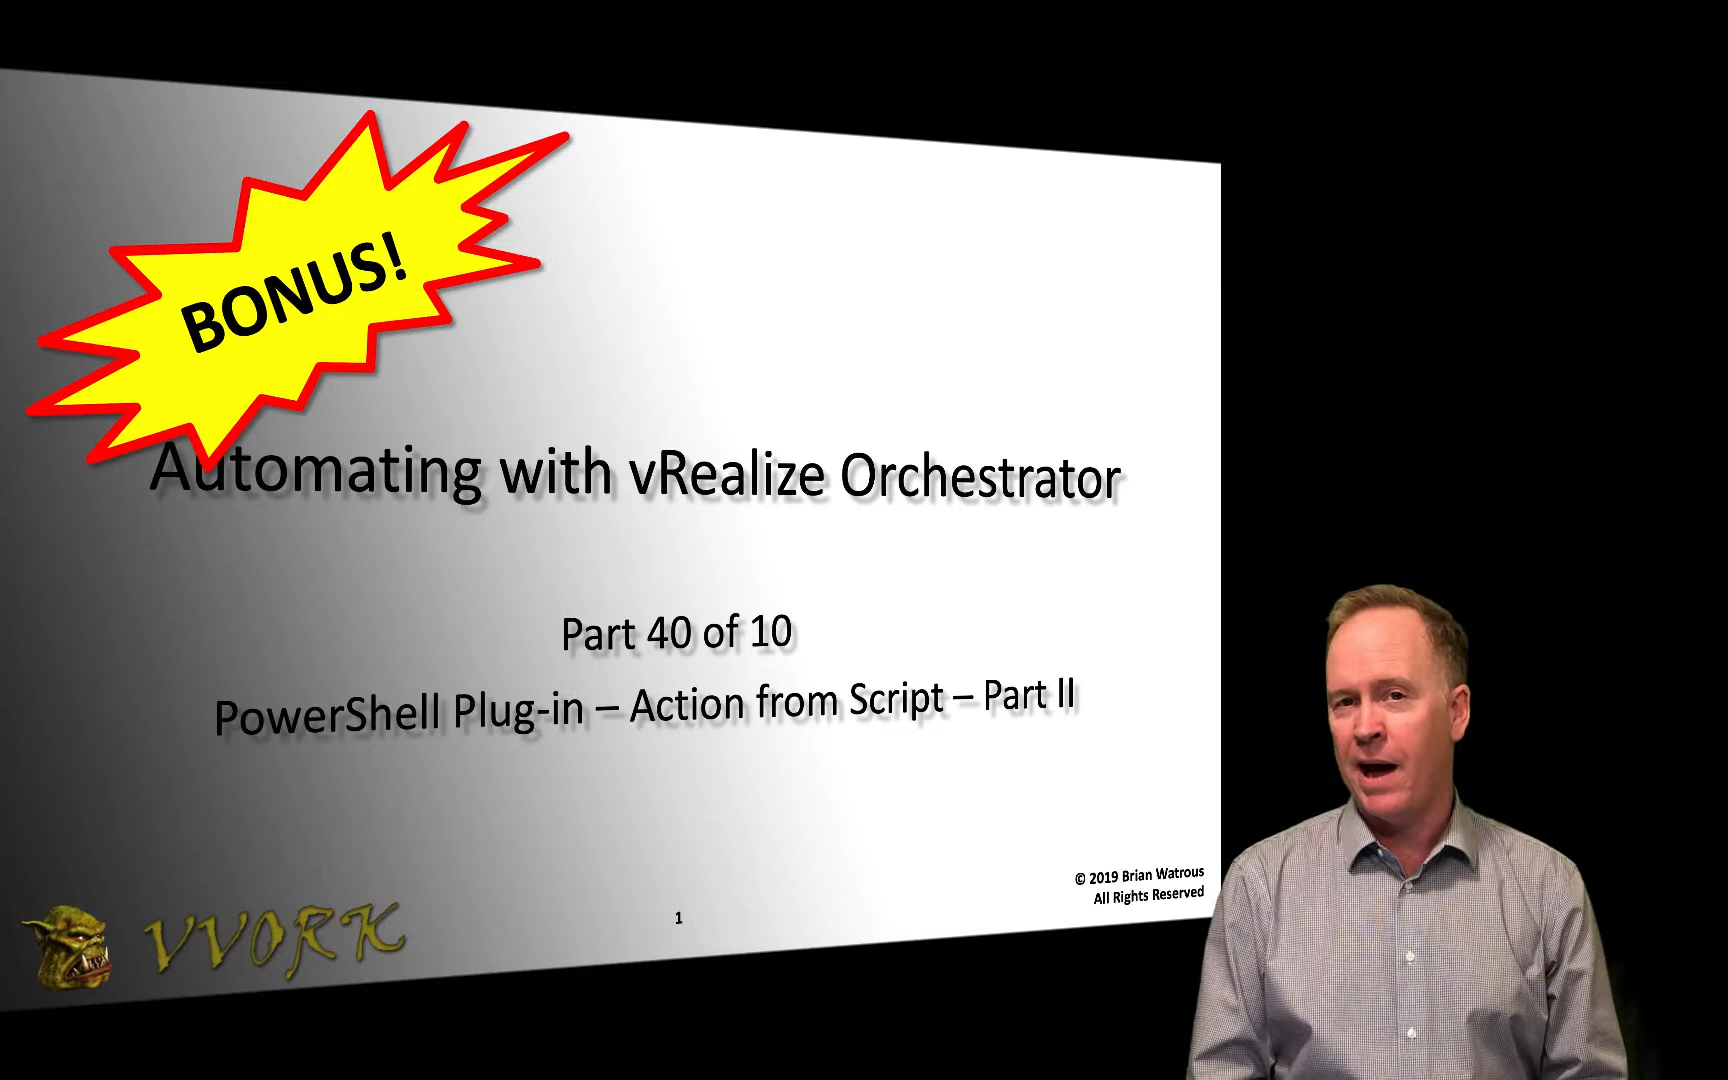 BONUS!
Automating with vRealize Orchestrator
Part 40 of 10
PowerShell Plug-in – Action from Script – Part II
© 2019 Brian Watrous
All Rights Reserved
1
VVORK